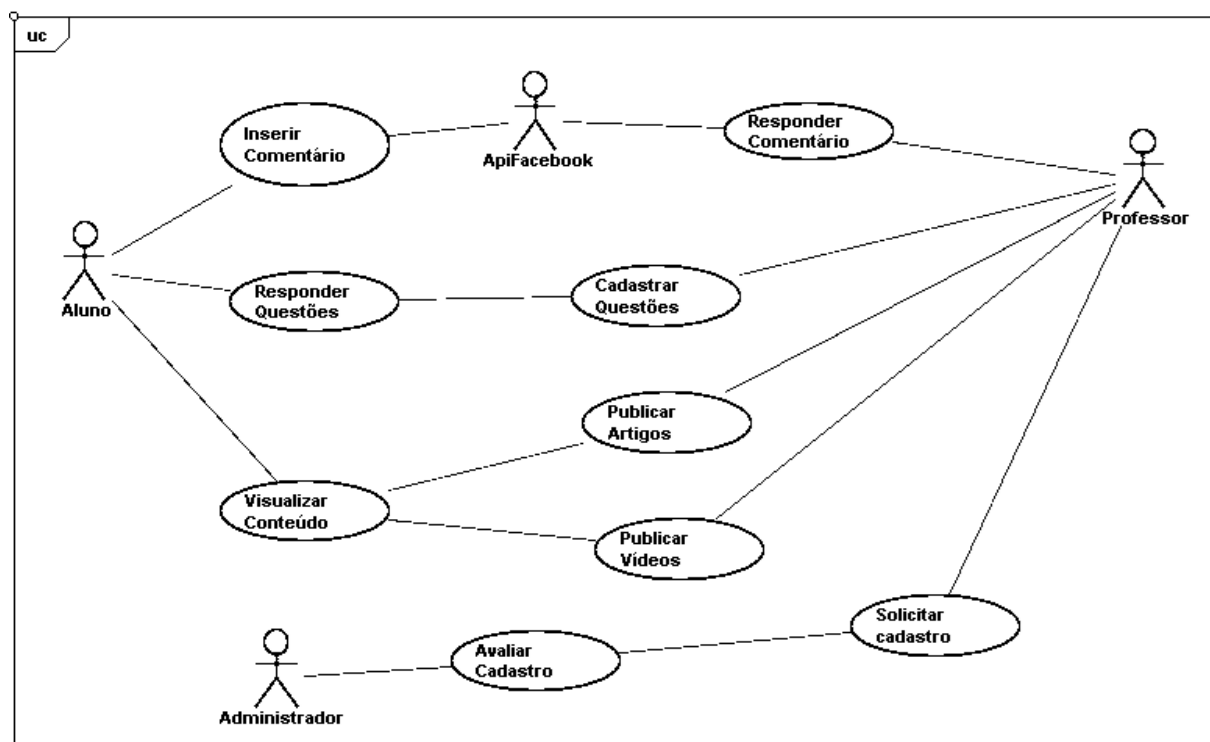 uc
Inserir
Comentário
ApiFacebook
Responder
Comentário
Professor
Aluno
Responder
Questões
Cadastrar
Questões
Publicar
Artigos
Visualizar
Conteúdo
Publicar
Vídeos
Solicitar
cadastro
Avaliar
Cadastro
Administrador